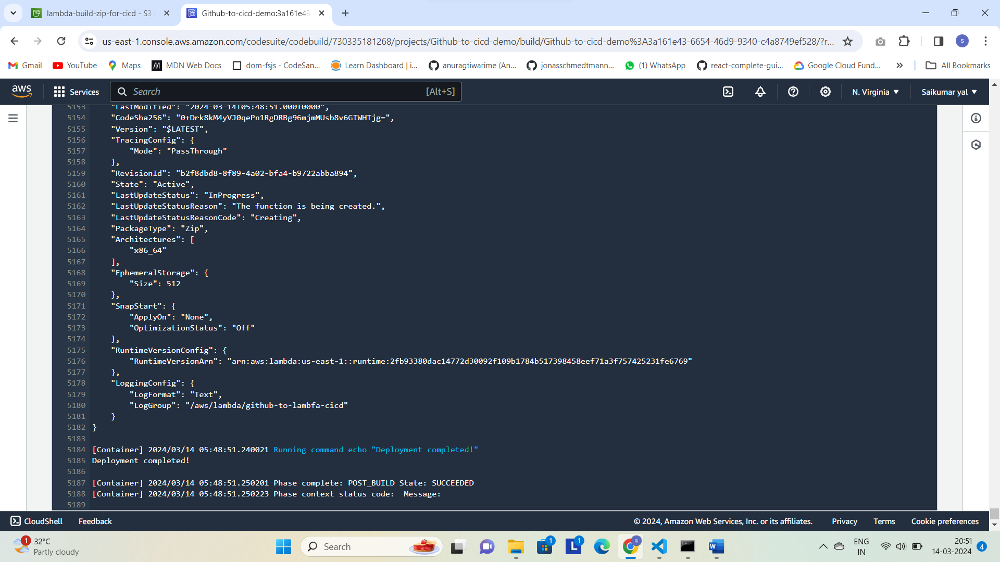 lambda-build-zip-for-cicd - S3
Github-to-cicd-demo:3a161e43
us-east-1.console.aws.amazon.com/codesuite/codebuild/730335181268/projects/Github-to-cicd-demo/build/Github-to-cicd-demo%3A3a161e43-6654-46d9-9340-c4a8749ef528/?r...
S
Gmail
YouTube
Maps
MDN Web Docs
dom-fsjs - CodeSan...
Learn Dashboard | i...
anuragtiwarime (An...
jonasschmedtmann...
(1) WhatsApp
react-complete-gui...
Google Cloud Fund...
All Bookmarks
aws
Services
Search
[Alt+S]
N. Virginia
Saikumar yal
5153 "LastModified": "2024-03-14T05:48:51.000+0000",
5154 "CodeSha256": "0+Drk8kM4yVJ0qePn1RgDRBg96mjmMUsb8v6GIWHTjg=",
5155 "Version": "$LATEST",
5156 "TracingConfig": {
5157 "Mode": "PassThrough"
5158 },
5159 "RevisionId": "b2f8dbd8-8f89-4a02-bfa4-b9722abba894",
5160 "State": "Active",
5161 "LastUpdateStatus": "InProgress",
5162 "LastUpdateStatusReason": "The function is being created.",
5163 "LastUpdateStatusReasonCode": "Creating",
5164 "PackageType": "Zip",
5165 "Architectures": [
5166 "x86_64"
5167 ],
5168 "EphemeralStorage": {
5169 "Size": 512
5170 },
5171 "SnapStart": {
5172 "ApplyOn": "None",
5173 "OptimizationStatus": "Off"
5174 },
5175 "RuntimeVersionConfig": {
5176 "RuntimeVersionArn": "arn:aws:lambda:us-east-1::runtime:2fb93380dac14772d30092f109b1784b517398458eef71a3f757425231fe6769"
5177 },
5178 "LoggingConfig": {
5179 "LogFormat": "Text",
5180 "LogGroup": "/aws/lambda/github-to-lambfa-cicd"
5181 }
5182 }
5183
5184 [Container] 2024/03/14 05:48:51.240021 Running command echo "Deployment completed!"
5185 Deployment completed!
5186
5187 [Container] 2024/03/14 05:48:51.250201 Phase complete: POST_BUILD State: SUCCEEDED
5188 [Container] 2024/03/14 05:48:51.250223 Phase context status code:  Message:
5189
CloudShell
Feedback
© 2024, Amazon Web Services, Inc. or its affiliates.
Privacy
Terms
Cookie preferences
1
32°C
Partly cloudy
Search
1
L
1
S
W
ENG
IN
20:51
14-03-2024
4